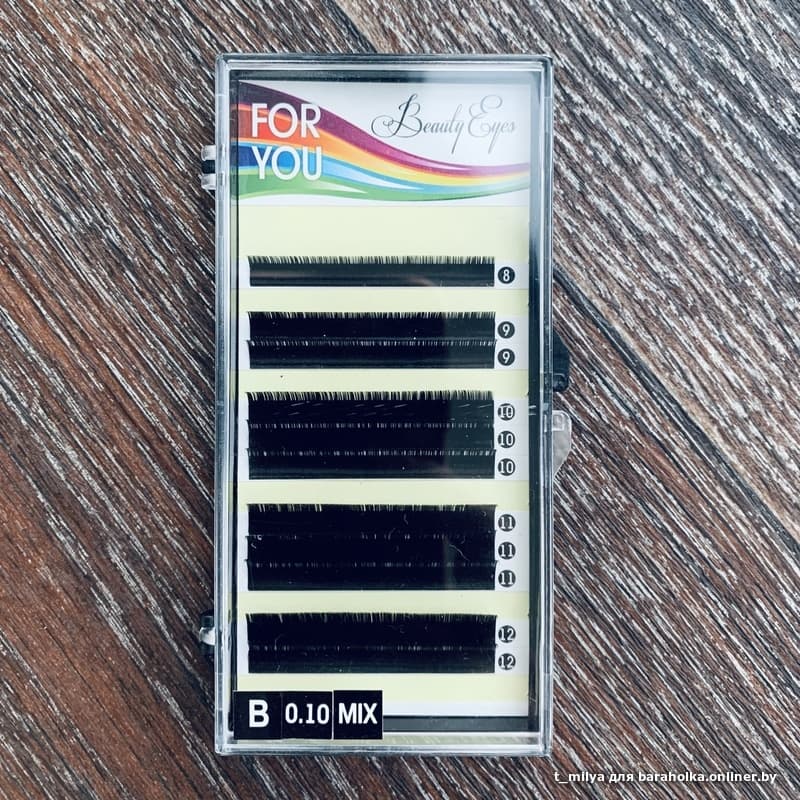 FOR
YOU
Beauty Eyes
8
9
9
10
10
10
11
11
11
12
12
B 0.10 MIX
t_milya для baraholka.onliner.by